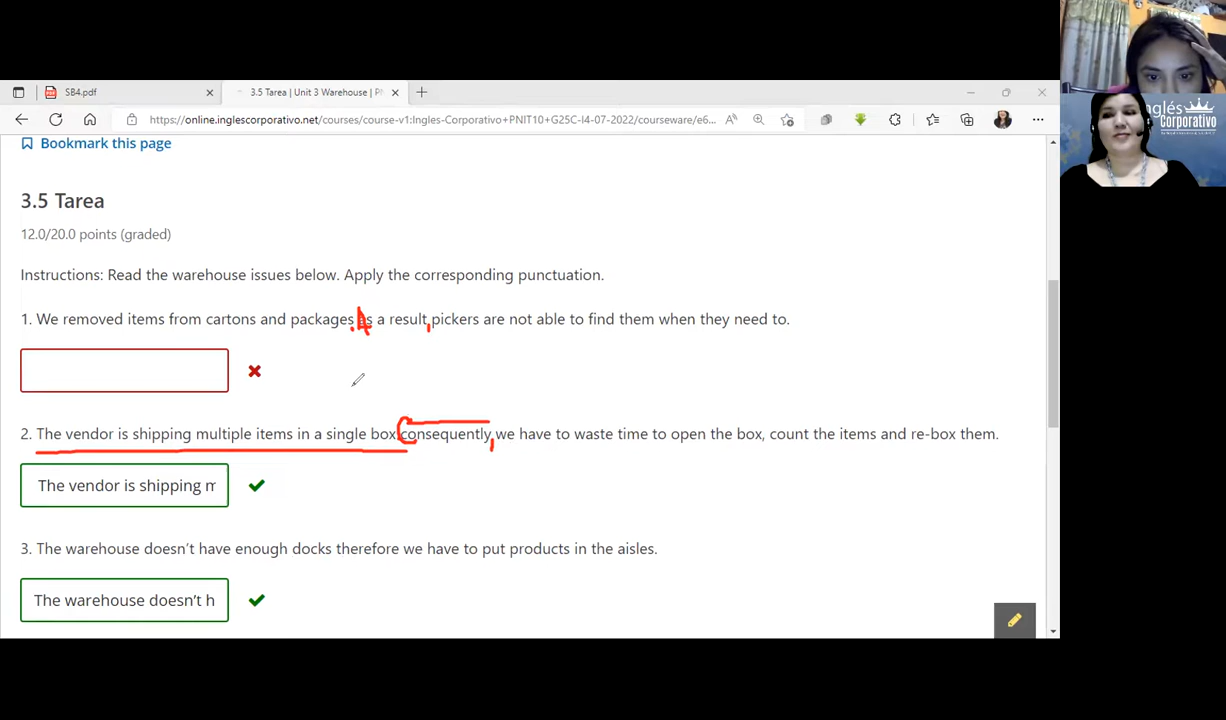 SB4.pdf
3.5 Tarea | Unit 3 Warehouse | P
https://online.inglescorporativo.net/courses/course-v1:Ingles-Corporativo+PNIT10+G25C-I4-07-2022/courseware/e6...
Inglés
Corporativo
Bookmark this page
3.5 Tarea
12.0/20.0 points (graded)
Instructions: Read the warehouse issues below. Apply the corresponding punctuation.
1. We removed items from cartons and packages .As a result, pickers are not able to find them when they need to.
2. The vendor is shipping multiple items in a single box Consequently, we have to waste time to open the box, count the items and re-box them.
The vendor is shipping m
3. The warehouse doesn't have enough docks therefore we have to put products in the aisles.
The warehouse doesn't h